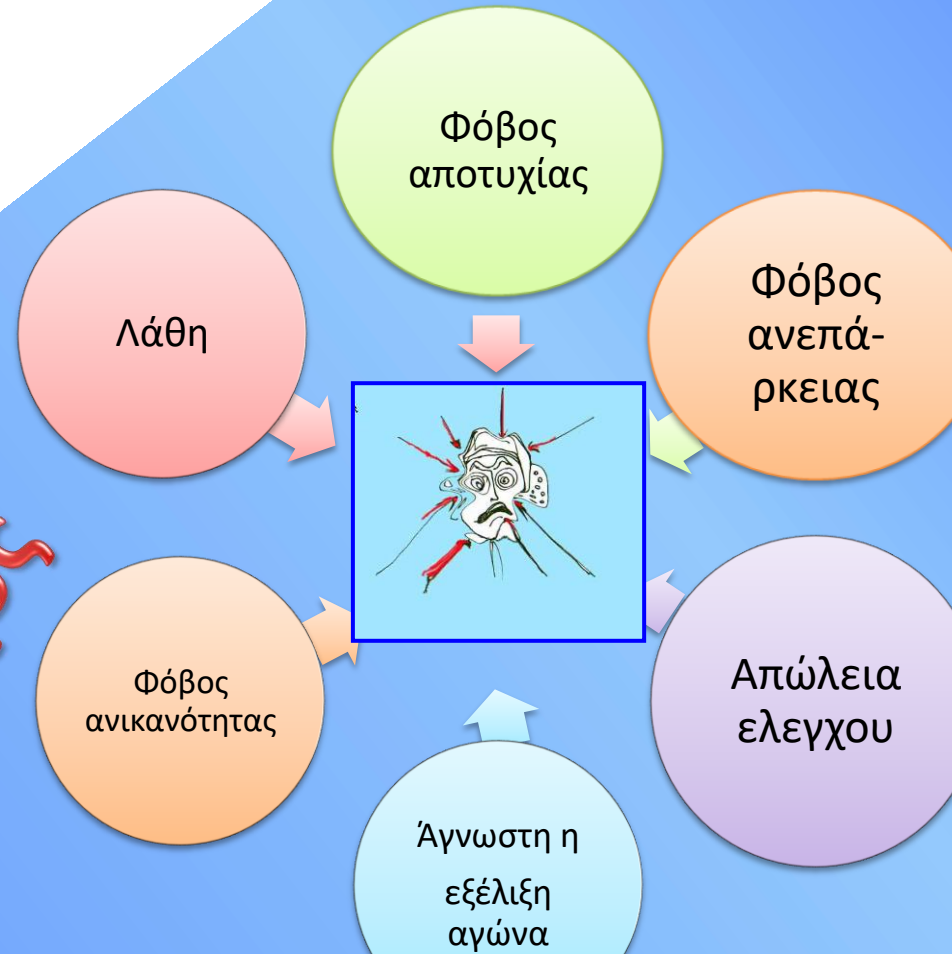 Φόβος
αποτυχίας
Φόβος
ανεπά-
ρκειας
Απώλεια
ελεγχου
Άγνωστη η
εξέλιξη
αγώνα
Φόβος
ανικανότητας
Λάθη